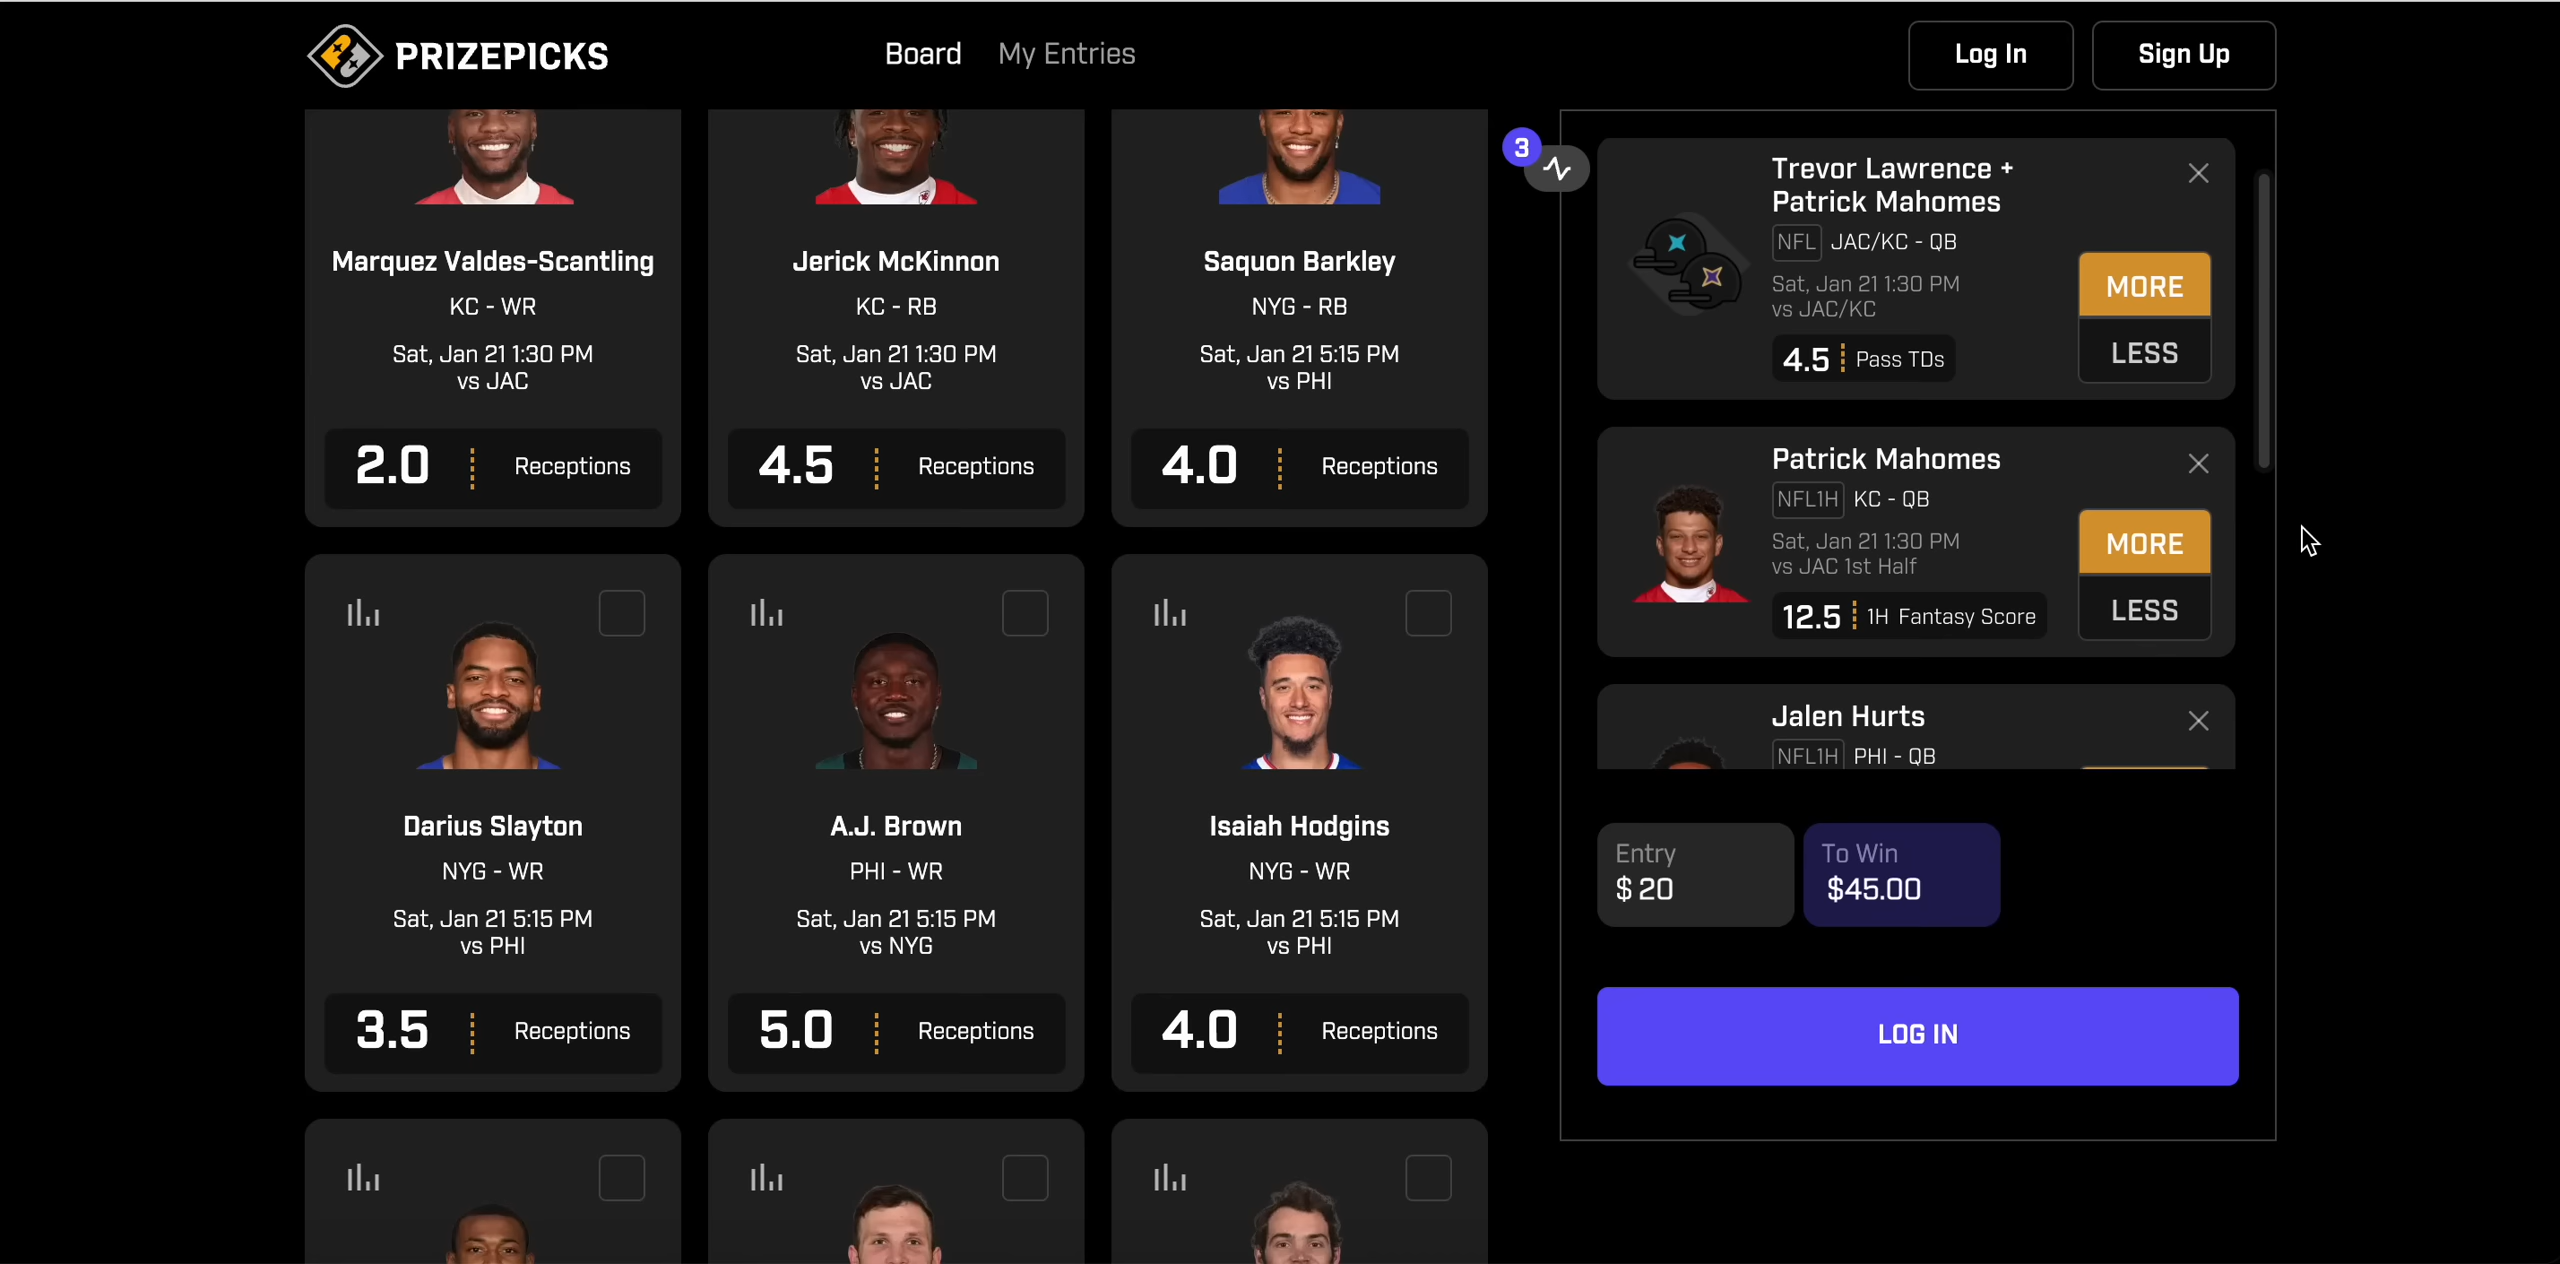 PRIZEPICKS
Board
My Entries
Log In
Sign Up
Marquez Valdes-Scantling
KC - WR
Sat, Jan 21 1:30 PM
vs JAC
2.0
Receptions
Jerick McKinnon
KC - RB
Sat, Jan 21 1:30 PM
vs JAC
4.5
Receptions
Saquon Barkley
NYG - RB
Sat, Jan 21 5:15 PM
vs PHI
4.0
Receptions
Darius Slayton
NYG - WR
Sat, Jan 21 5:15 PM
vs PHI
3.5
Receptions
A.J. Brown
PHI - WR
Sat, Jan 21 5:15 PM
vs NYG
5.0
Receptions
Isaiah Hodgins
NYG - WR
Sat, Jan 21 5:15 PM
vs PHI
4.0
Receptions
3
Trevor Lawrence +
Patrick Mahomes
NFL JAC/KC - QB
Sat, Jan 21 1:30 PM
vs JAC/KC
4.5 Pass TDs
MORE
LESS
Patrick Mahomes
NFL1H KC - QB
Sat, Jan 21 1:30 PM
vs JAC 1st Half
12.5 1H Fantasy Score
MORE
LESS
Jalen Hurts
NFL1H PHI - QB
Entry
$ 20
To Win
$45.00
LOG IN